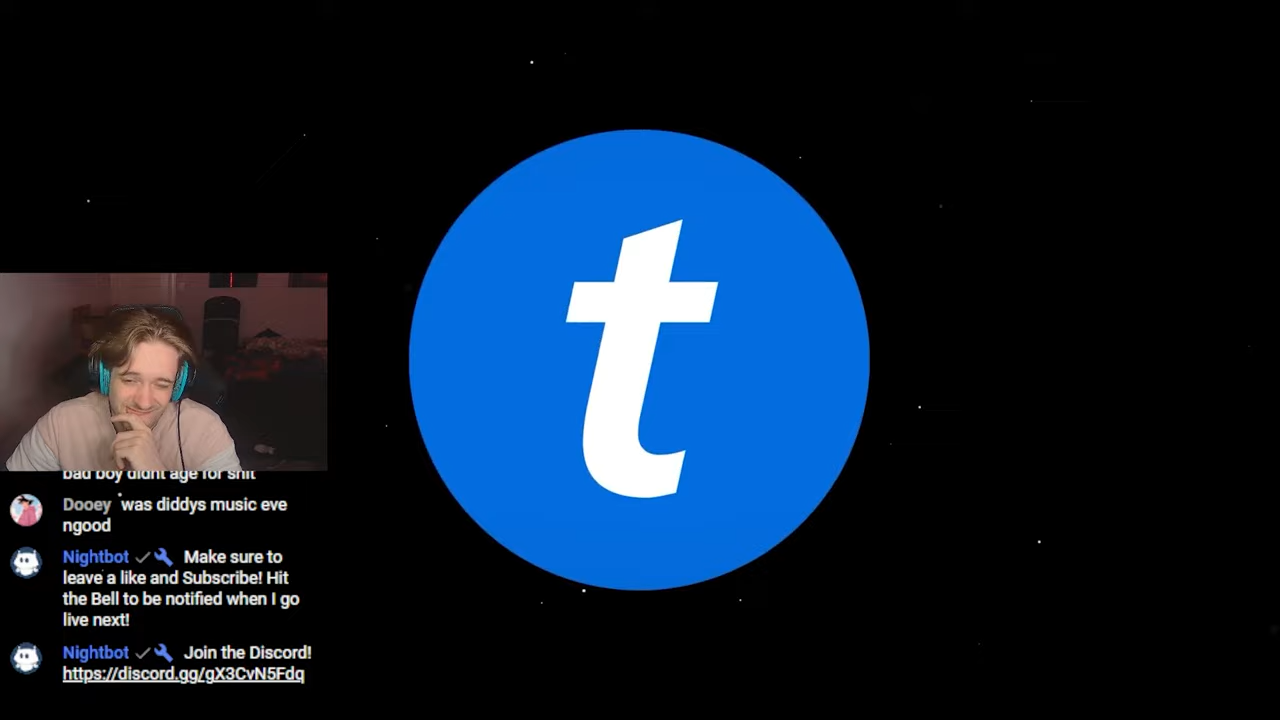 t
bad boy didnt age for shit
Dooey was diddys music eve
ngood
Nightbot Make sure to
leave a like and Subscribe! Hit
the Bell to be notified when I go
live next!
Nightbot Join the Discord!
https://discord.gg/gX3CvN5Fdq